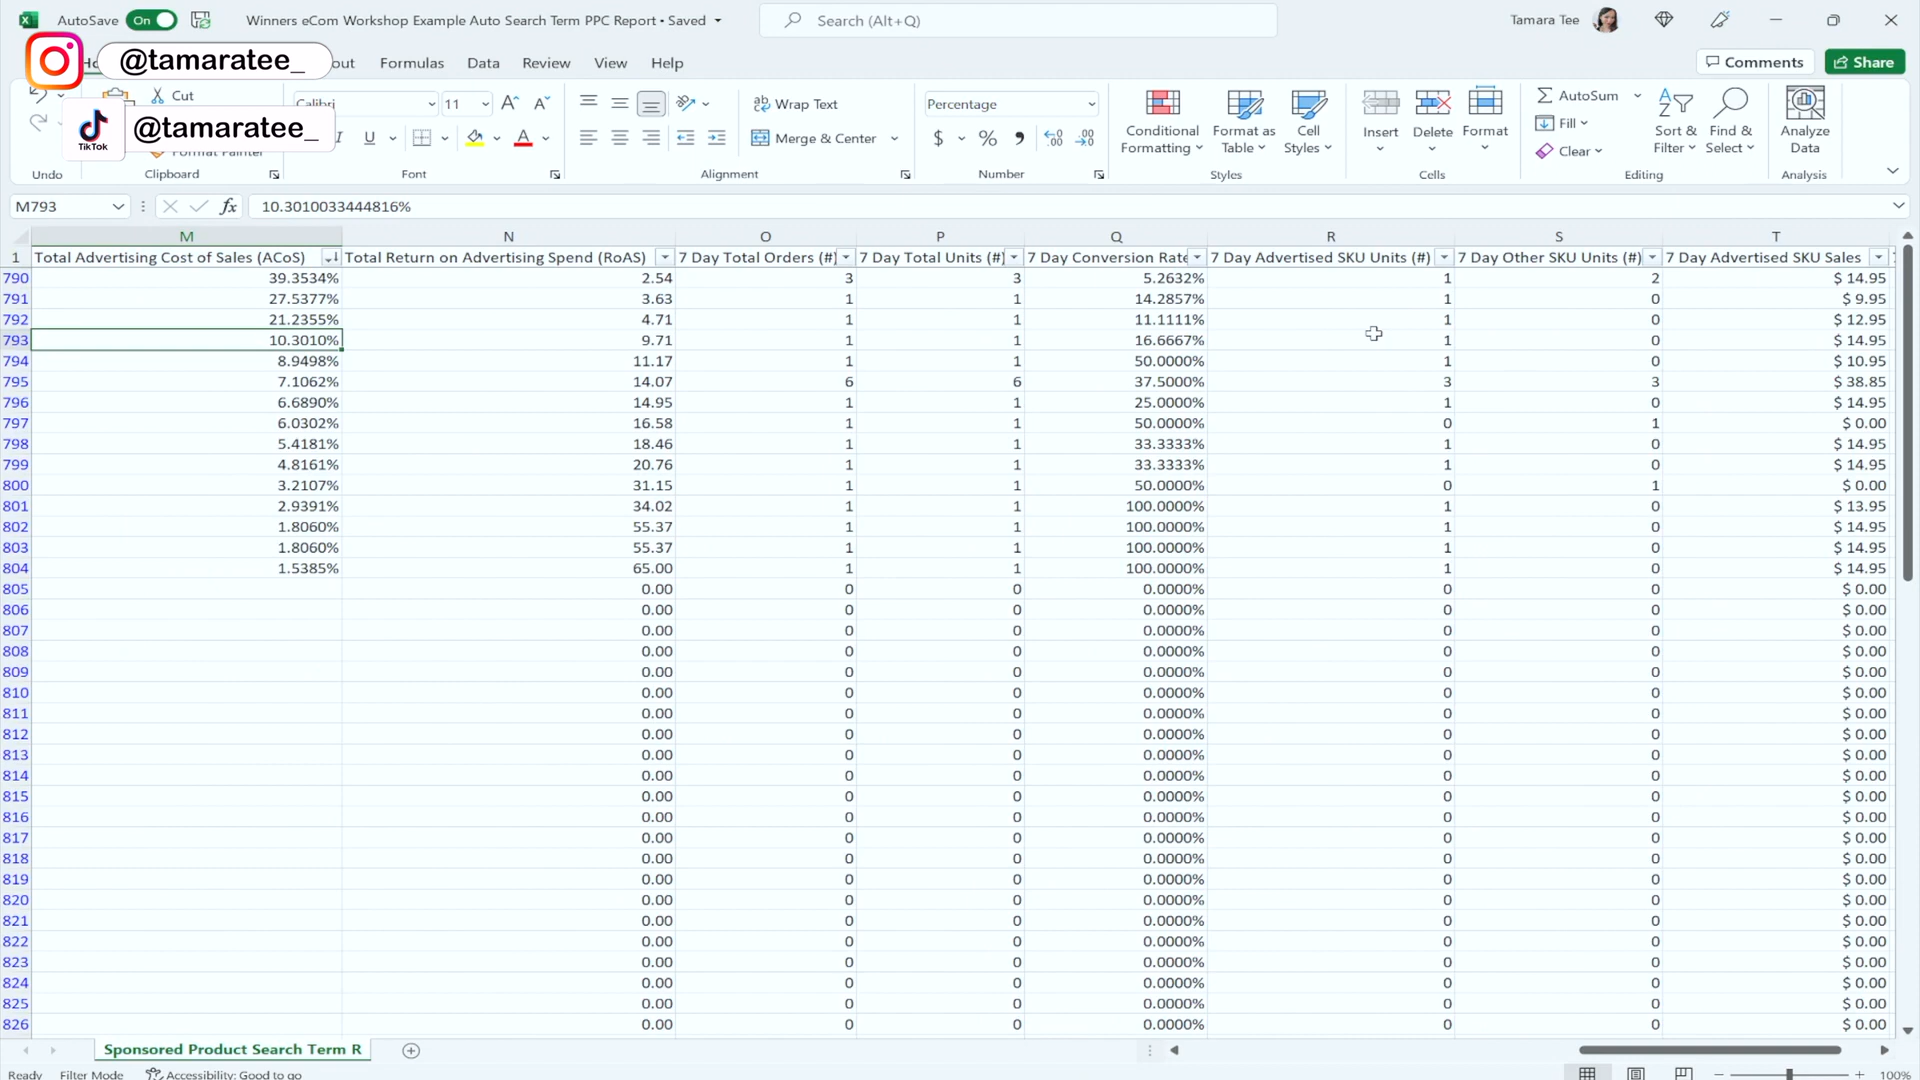 AutoSave On Winners eCom Workshop Example Auto Search Term PPC Report • Saved Search (Alt+Q) Tamara Tee
@tamaratee_ Formulas Data Review View Help Comments Share
TikTok @tamaratee_
Cut Calibri 11 Wrap Text Percentage AutoSum
Format Painter U Merge & Center $ % Conditional Formatting Format as Table Cell Styles Insert Delete Format Fill Clear Sort & Filter Find & Select Analyze Data
Undo Clipboard Font Alignment Number Styles Cells Editing Analysis
M793 fx 10.3010033444816%
M N O P Q R S T
1 Total Advertising Cost of Sales (ACoS) Total Return on Advertising Spend (RoAS) 7 Day Total Orders (#) 7 Day Total Units (#) 7 Day Conversion Rate 7 Day Advertised SKU Units (#) 7 Day Other SKU Units (#) 7 Day Advertised SKU Sales
790 39.3534% 2.54 3 3 5.2632% 1 2 $ 14.95
791 27.5377% 3.63 1 1 14.2857% 1 0 $ 9.95
792 21.2355% 4.71 1 1 11.1111% 1 0 $ 12.95
793 10.3010% 9.71 1 1 16.6667% 1 0 $ 14.95
794 8.9498% 11.17 1 1 50.0000% 1 0 $ 10.95
795 7.1062% 14.07 6 6 37.5000% 3 3 $ 38.85
796 6.6890% 14.95 1 1 25.0000% 1 0 $ 14.95
797 6.0302% 16.58 1 1 50.0000% 0 1 $ 0.00
798 5.4181% 18.46 1 1 33.3333% 1 0 $ 14.95
799 4.8161% 20.76 1 1 33.3333% 1 0 $ 14.95
800 3.2107% 31.15 1 1 50.0000% 0 1 $ 0.00
801 2.9391% 34.02 1 1 100.0000% 1 0 $ 13.95
802 1.8060% 55.37 1 1 100.0000% 1 0 $ 14.95
803 1.8060% 55.37 1 1 100.0000% 1 0 $ 14.95
804 1.5385% 65.00 1 1 100.0000% 1 0 $ 14.95
805 0.00 0 0 0.0000% 0 0 $ 0.00
806 0.00 0 0 0.0000% 0 0 $ 0.00
807 0.00 0 0 0.0000% 0 0 $ 0.00
808 0.00 0 0 0.0000% 0 0 $ 0.00
809 0.00 0 0 0.0000% 0 0 $ 0.00
810 0.00 0 0 0.0000% 0 0 $ 0.00
811 0.00 0 0 0.0000% 0 0 $ 0.00
812 0.00 0 0 0.0000% 0 0 $ 0.00
813 0.00 0 0 0.0000% 0 0 $ 0.00
814 0.00 0 0 0.0000% 0 0 $ 0.00
815 0.00 0 0 0.0000% 0 0 $ 0.00
816 0.00 0 0 0.0000% 0 0 $ 0.00
817 0.00 0 0 0.0000% 0 0 $ 0.00
818 0.00 0 0 0.0000% 0 0 $ 0.00
819 0.00 0 0 0.0000% 0 0 $ 0.00
820 0.00 0 0 0.0000% 0 0 $ 0.00
821 0.00 0 0 0.0000% 0 0 $ 0.00
822 0.00 0 0 0.0000% 0 0 $ 0.00
823 0.00 0 0 0.0000% 0 0 $ 0.00
824 0.00 0 0 0.0000% 0 0 $ 0.00
825 0.00 0 0 0.0000% 0 0 $ 0.00
826 0.00 0 0 0.0000% 0 0 $ 0.00
Sponsored Product Search Term R
Ready Filter Mode Accessibility: Good to go 100%